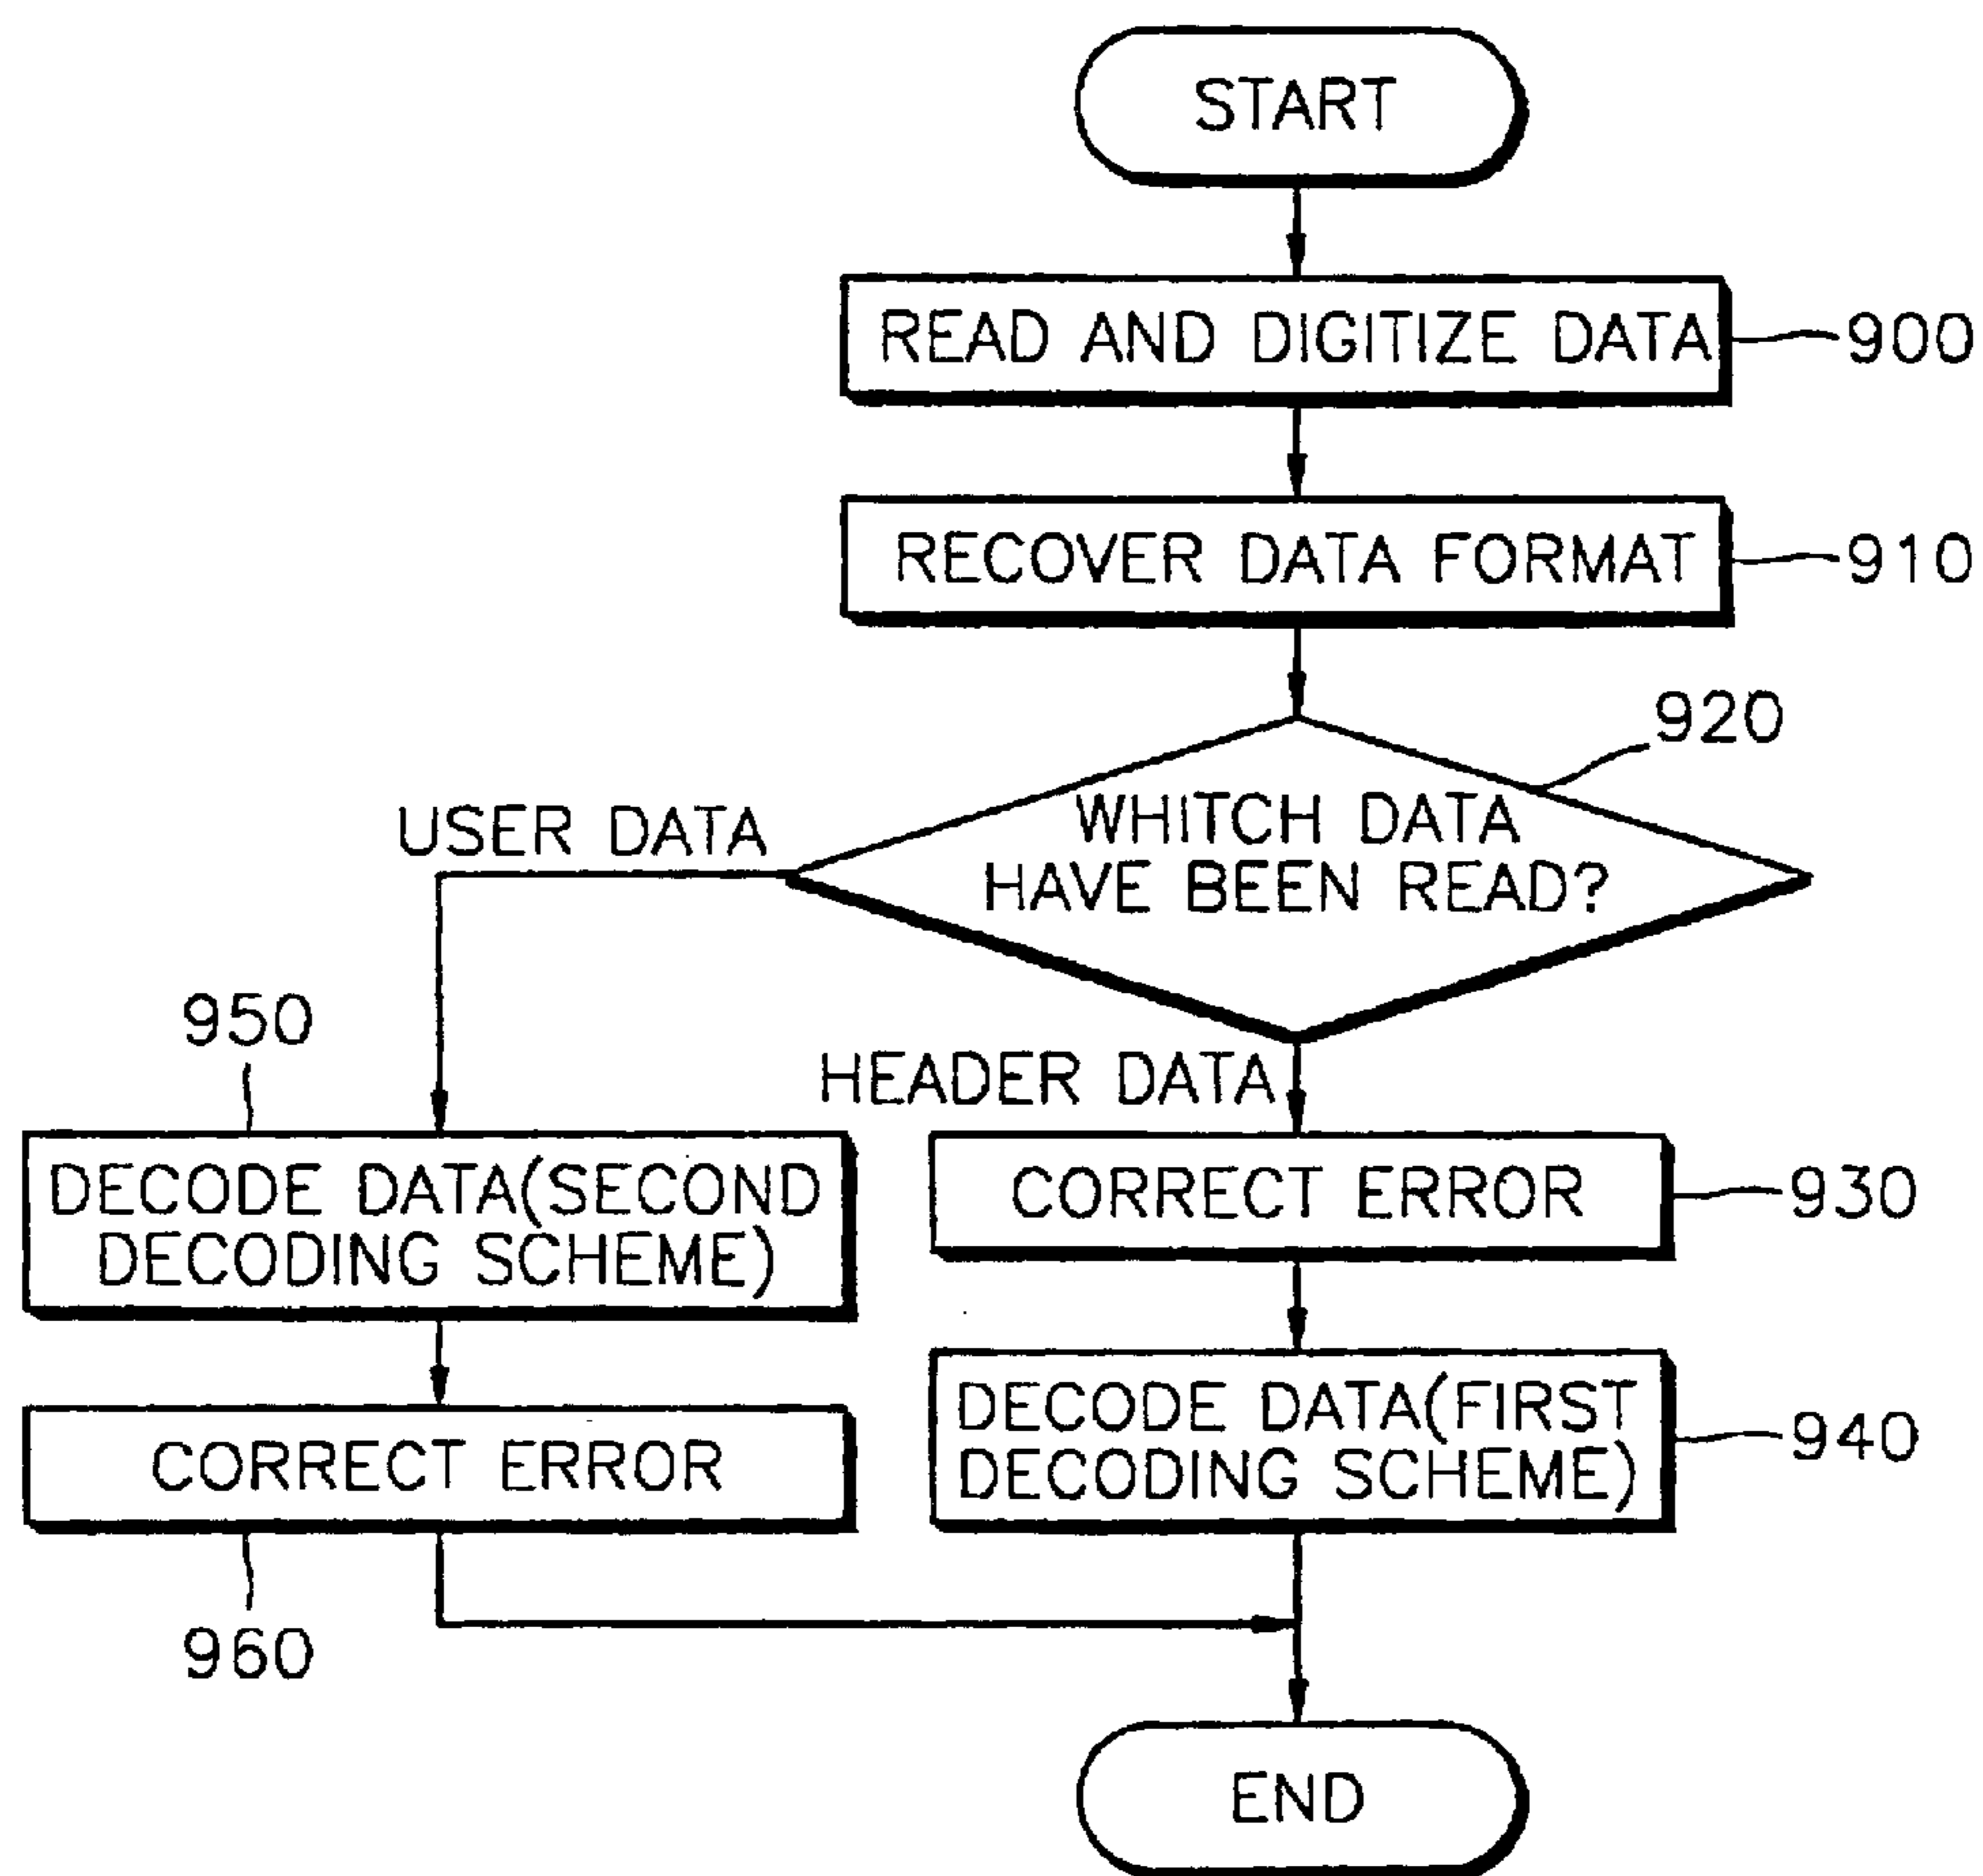 START
READ AND DIGITIZE DATA
900
RECOVER DATA FORMAT
910
920
WHITCH DATA
HAVE BEEN READ?
USER DATA
HEADER DATA
950
DECODE DATA(SECOND
DECODING SCHEME)
CORRECT ERROR
930
CORRECT ERROR
960
DECODE DATA(FIRST
DECODING SCHEME)
940
END